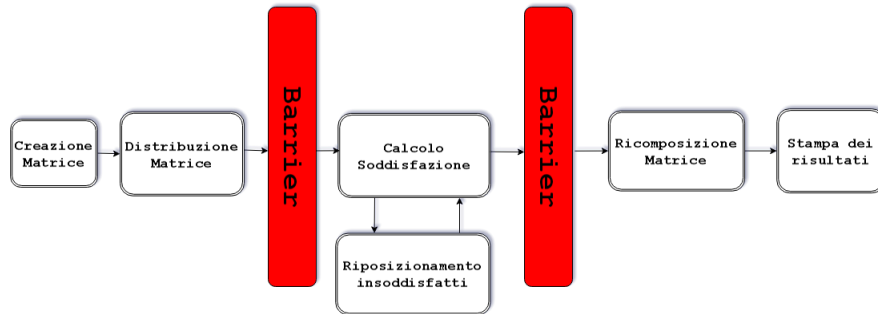 Creazione
Matrice
Distribuzione
Matrice
Barrier
Calcolo
Soddisfazione
Riposizionamento
insoddisfatti
Barrier
Ricomposizione
Matrice
Stampa dei
risultati